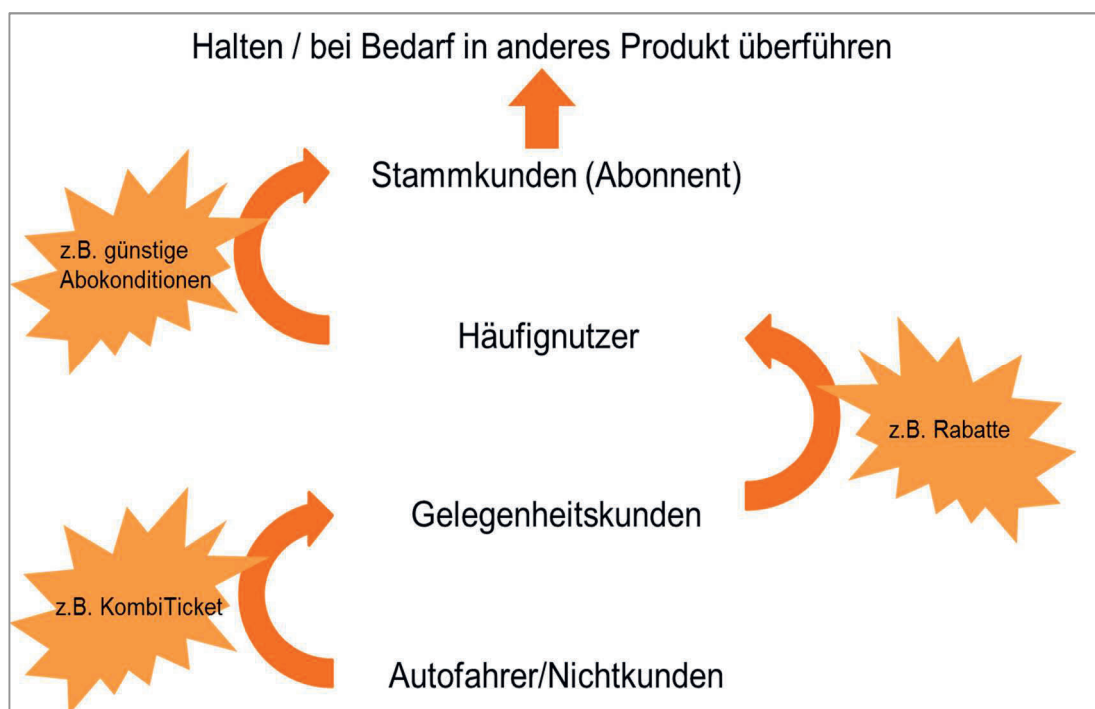 Halten / bei Bedarf in anderes Produkt überführen
Stammkunden (Abonnent)
z.B. günstige
Abokonditionen
Häufignutzer
z.B. Rabatte
Gelegenheitskunden
z.B. KombiTicket
Autofahrer/Nichtkunden